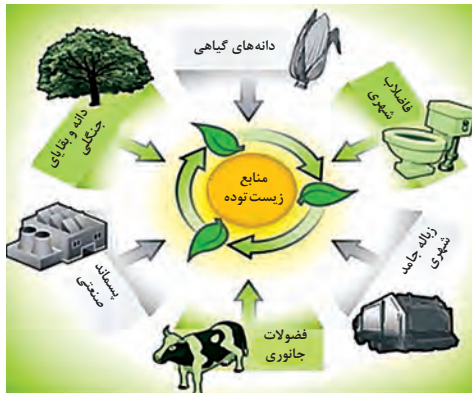 دانه‌های گیاهی
فاضلاب
شهری
زباله جامد
شهری
فضولات
جانوری
پسماند
صنعتی
دانه و بقایای
جنگلی
منابع
زیست‌توده